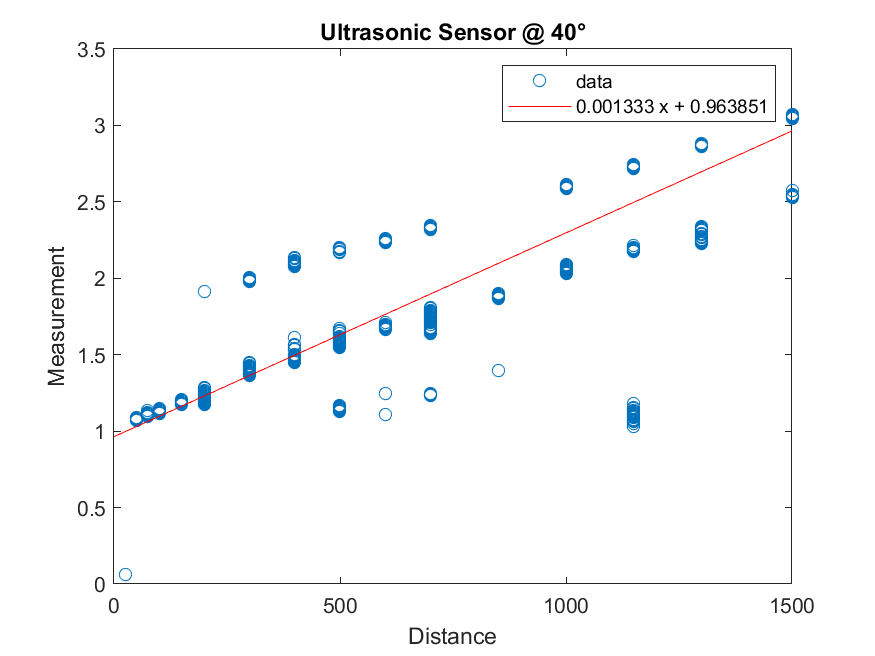 Ultrasonic Sensor @ 40°
3.5
3
2.5
2
1.5
1
0.5
0
Measurement
data
0.001333 x + 0.963851
0
500
1000
1500
Distance